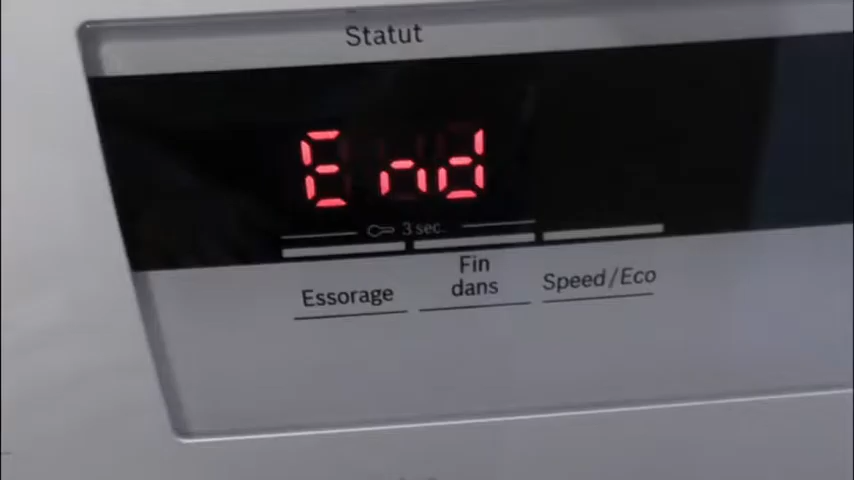 Statut
End
3 sec.
Essorage
Fin
dans
Speed/Eco